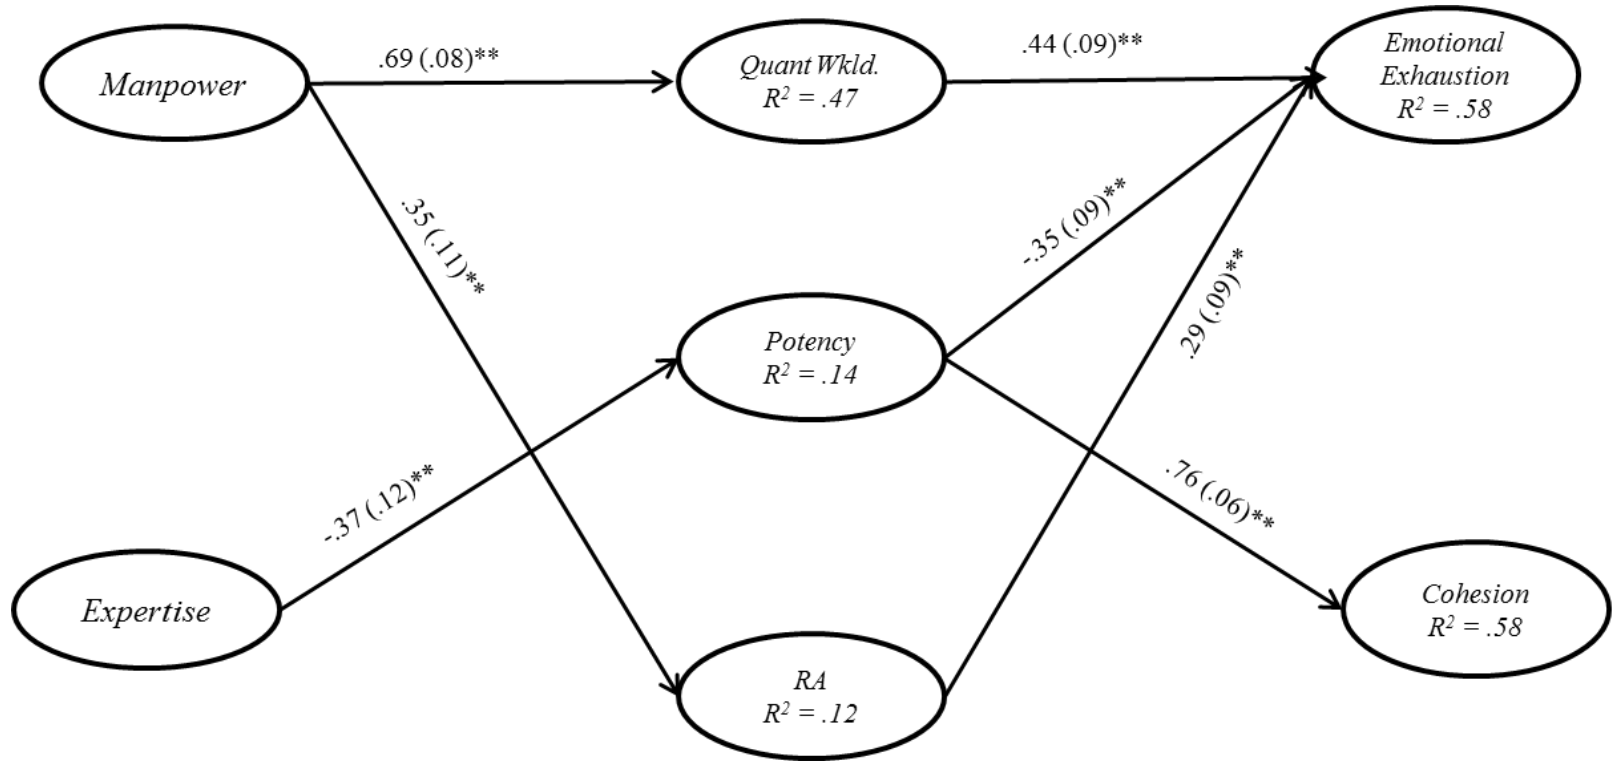 Manpower
.69 (.08)**
Quant Wkld.
R² = .47
.44 (.09)**
Emotional
Exhaustion
R² = .58
.35 (.11)**
-.35 (.09)**
.29 (.09)**
Potency
R² = .14
-.37 (.12)**
.76 (.06)**
Expertise
Cohesion
R² = .58
RA
R² = .12